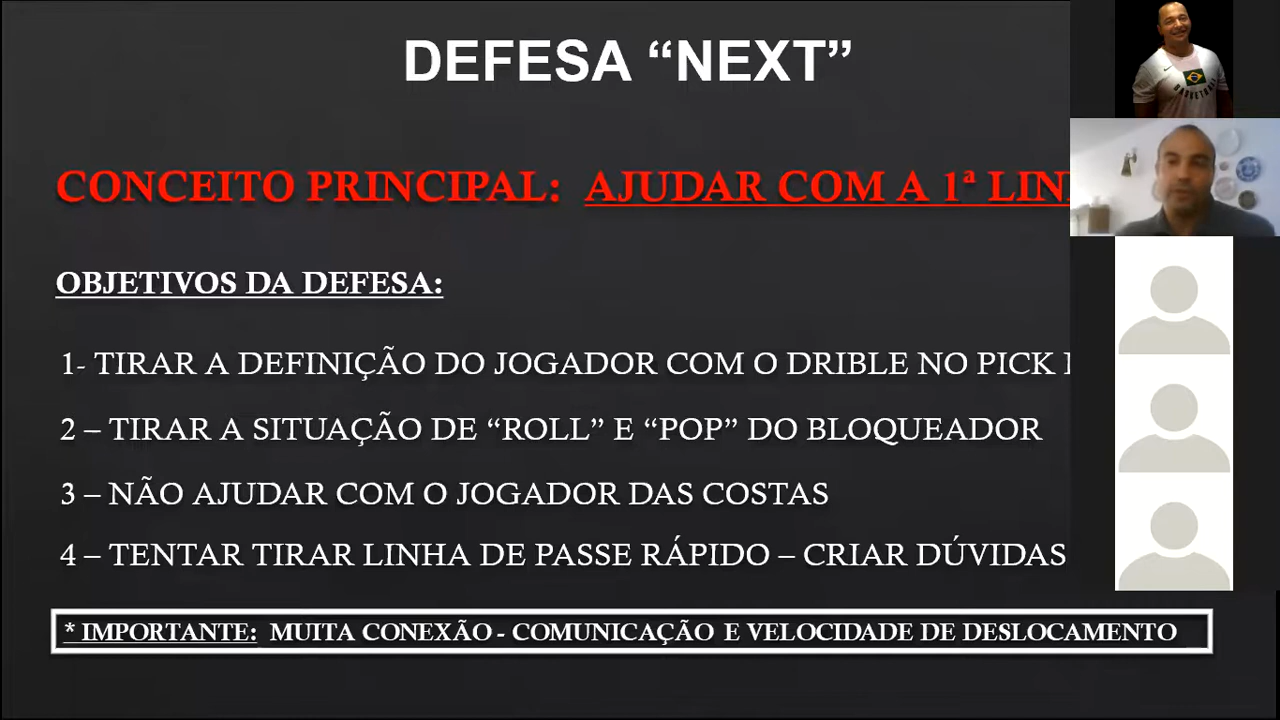 DEFESA “NEXT”
CONCEITO PRINCIPAL: AJUDAR COM A 1ª
OBJETIVOS DA DEFESA:
1- TIRAR A DEFINIÇÃO DO JOGADOR COM O DRIBLE NO PICK
2 – TIRAR A SITUAÇÃO DE “ROLL” E “POP” DO BLOQUEADOR
3 – NÃO AJUDAR COM O JOGADOR DAS COSTAS
4 – TENTAR TIRAR LINHA DE PASSE RÁPIDO – CRIAR DÚVIDAS
* IMPORTANTE: MUITA CONEXÃO - COMUNICAÇÃO E VELOCIDADE DE DESLOCAMENTO
BASKETBALL